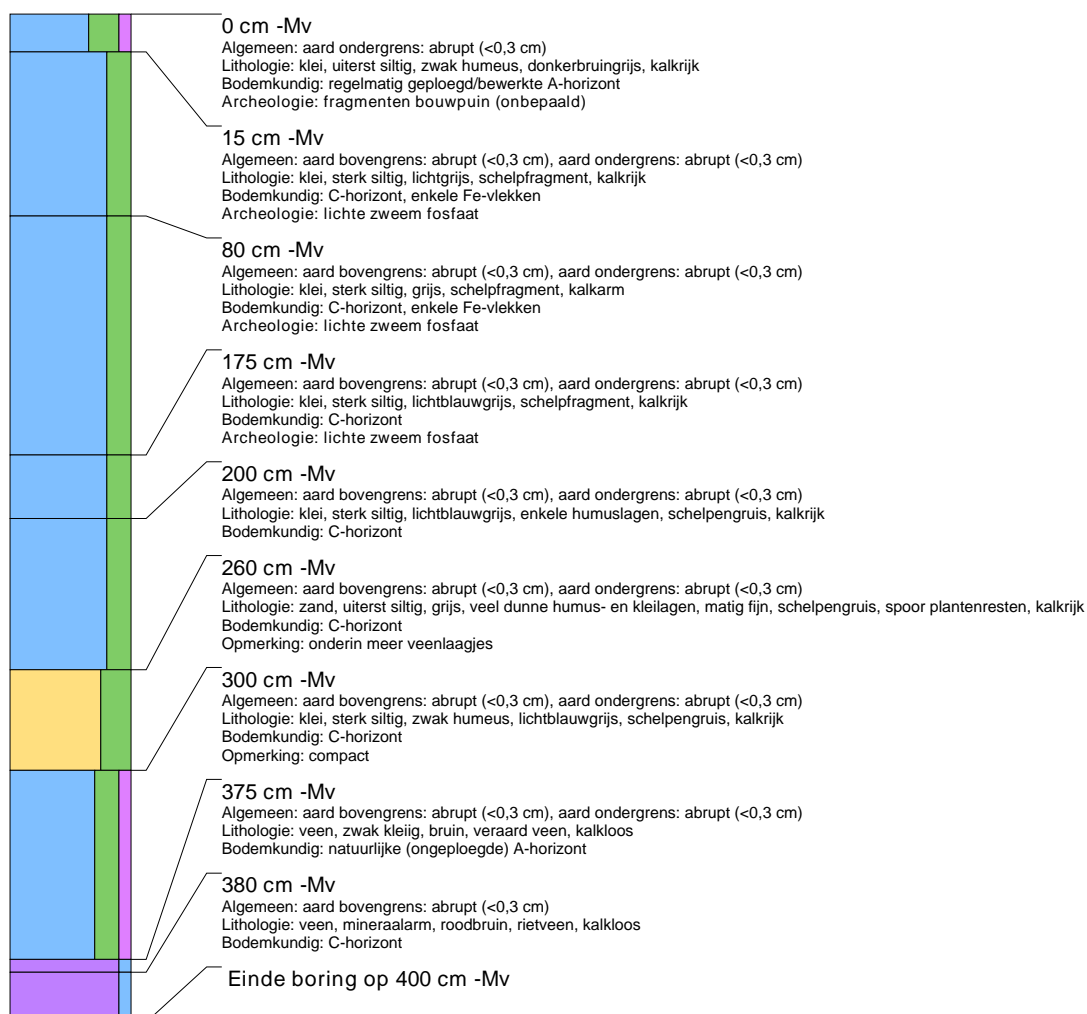 0 cm -Mv
Algemeen: aard ondergrens: abrupt (<0,3 cm)
Lithologie: klei, uiterst siltig, zwak humeus, donkerbruingrijs, kalkrijk
Bodemkundig: regelmatig geploegd/bewerkte A-horizont
Archeologie: fragmenten bouwpuin (onbepaald)
15 cm -Mv
Algemeen: aard bovengrens: abrupt (<0,3 cm), aard ondergrens: abrupt (<0,3 cm)
Lithologie: klei, sterk siltig, lichtgrijs, schelpfragment, kalkrijk
Bodemkundig: C-horizont, enkele Fe-vlekken
Archeologie: lichte zweem fosfaat
80 cm -Mv
Algemeen: aard bovengrens: abrupt (<0,3 cm), aard ondergrens: abrupt (<0,3 cm)
Lithologie: klei, sterk siltig, grijs, schelpfragment, kalkarm
Bodemkundig: C-horizont, enkele Fe-vlekken
Archeologie: lichte zweem fosfaat
175 cm -Mv
Algemeen: aard bovengrens: abrupt (<0,3 cm), aard ondergrens: abrupt (<0,3 cm)
Lithologie: klei, sterk siltig, lichtblauwgrijs, schelpfragment, kalkrijk
Bodemkundig: C-horizont
Archeologie: lichte zweem fosfaat
200 cm -Mv
Algemeen: aard bovengrens: abrupt (<0,3 cm), aard ondergrens: abrupt (<0,3 cm)
Lithologie: klei, sterk siltig, lichtblauwgrijs, enkele humuslagen, schelpengruis, kalkrijk
Bodemkundig: C-horizont
260 cm -Mv
Algemeen: aard bovengrens: abrupt (<0,3 cm), aard ondergrens: abrupt (<0,3 cm)
Lithologie: zand, uiterst siltig, grijs, veel dunne humus- en kleilagen, matig fijn, schelpengruis, spoor plantenresten, kalkrijk
Bodemkundig: C-horizont
Opmerking: onderin meer veenlaagjes
300 cm -Mv
Algemeen: aard bovengrens: abrupt (<0,3 cm), aard ondergrens: abrupt (<0,3 cm)
Lithologie: klei, sterk siltig, zwak humeus, lichtblauwgrijs, schelpengruis, kalkrijk
Bodemkundig: C-horizont
Opmerking: compact
375 cm -Mv
Algemeen: aard bovengrens: abrupt (<0,3 cm), aard ondergrens: abrupt (<0,3 cm)
Lithologie: veen, zwak kleiig, bruin, veraard veen, kalkloos
Bodemkundig: natuurlijke (ongeploegde) A-horizont
380 cm -Mv
Algemeen: aard bovengrens: abrupt (<0,3 cm)
Lithologie: veen, mineraalarm, roodbruin, rietveen, kalkloos
Bodemkundig: C-horizont
Einde boring op 400 cm -Mv